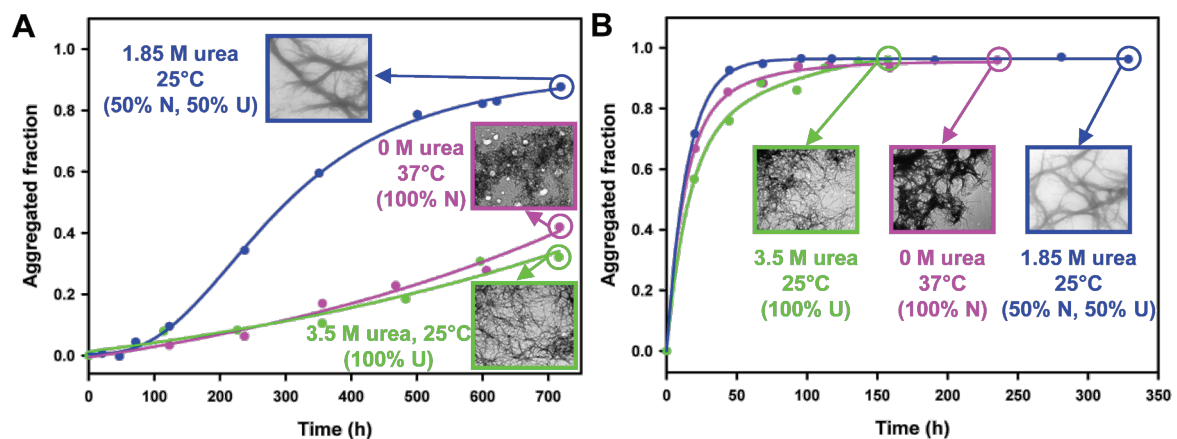 A
1.85 M urea
25°C
(50% N, 50% U)
0 M urea
37°C
(100% N)
3.5 M urea, 25°C
(100% U)
Aggregated fraction
1.0
0.8
0.6
0.4
0.2
0.0
0 100 200 300 400 500 600 700
Time (h)
B
3.5 M urea
25°C
(100% U)
0 M urea
37°C
(100% N)
1.85 M urea
25°C
(50% N, 50% U)
Aggregated fraction
1.0
0.8
0.6
0.4
0.2
0.0
0 50 100 150 200 250 300 350
Time (h)